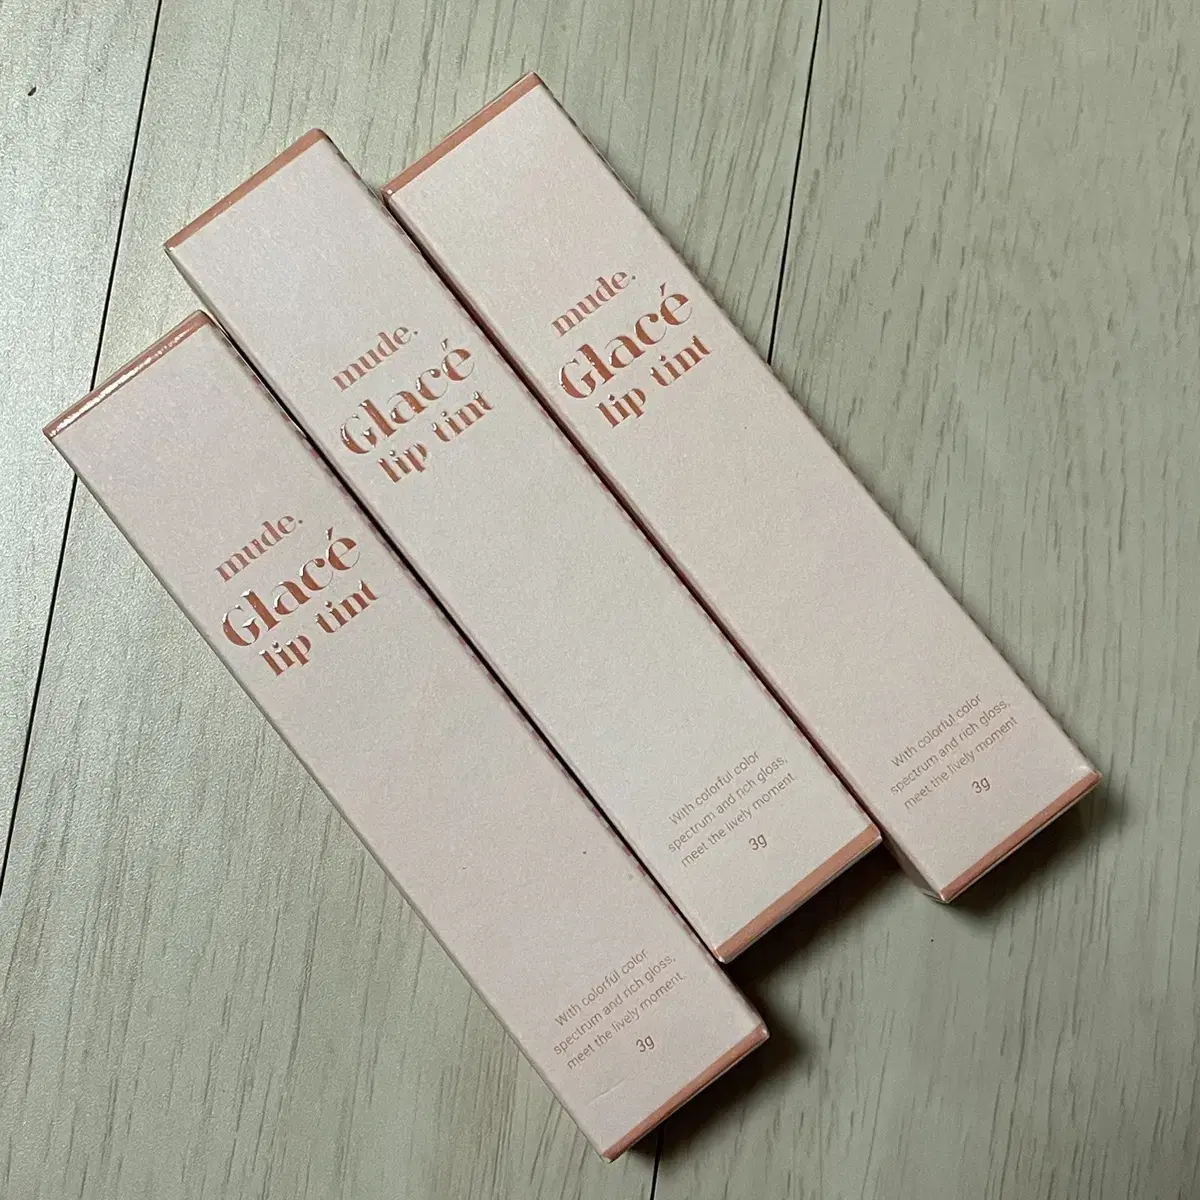 mude.
Glacé
lip tint
With colorful color
spectrum and rich gloss,
meet the lively moment.
3g
mude.
Glacé
lip tint
With colorful color
spectrum and rich gloss,
meet the lively moment.
3g
mude.
Glacé
lip tint
With colorful color
spectrum and rich gloss,
meet the lively moment
3g